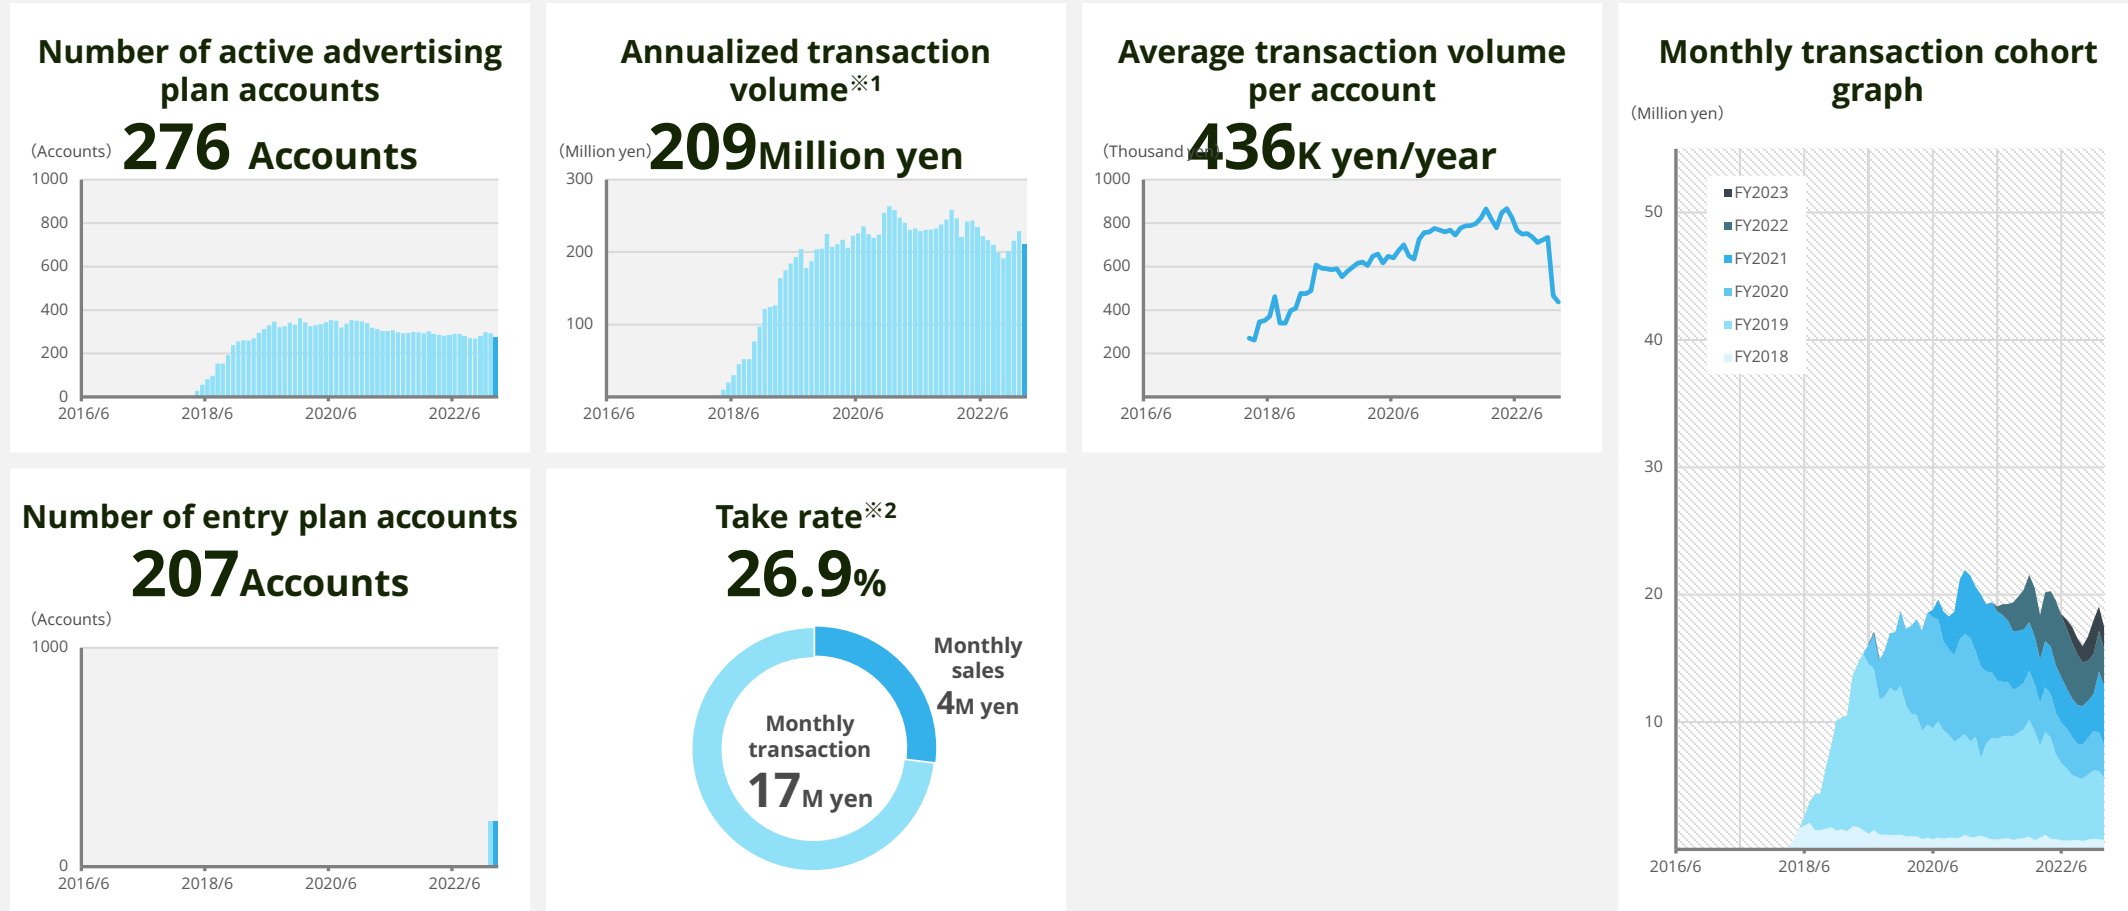 Number of active advertising
plan accounts
(Accounts)
276 Accounts
1000
800
600
400
200
0
2016/6
2018/6
2020/6
2022/6
Annualized transaction
volume※1
(Million yen)
209Million yen
300
200
100
2016/6
2018/6
2020/6
2022/6
Average transaction volume
per account
(Thousand yen)
436K yen/year
1000
800
600
400
200
2016/6
2018/6
2020/6
2022/6
Monthly transaction cohort
graph
(Million yen)
FY2023
FY2022
FY2021
FY2020
FY2019
FY2018
50
40
30
20
10
2016/6
2018/6
2020/6
2022/6
Number of entry plan accounts
207Accounts
(Accounts)
1000
0
2016/6
2018/6
2020/6
2022/6
Take rate※2
26.9%
Monthly
sales
4M yen
Monthly
transaction
17M yen